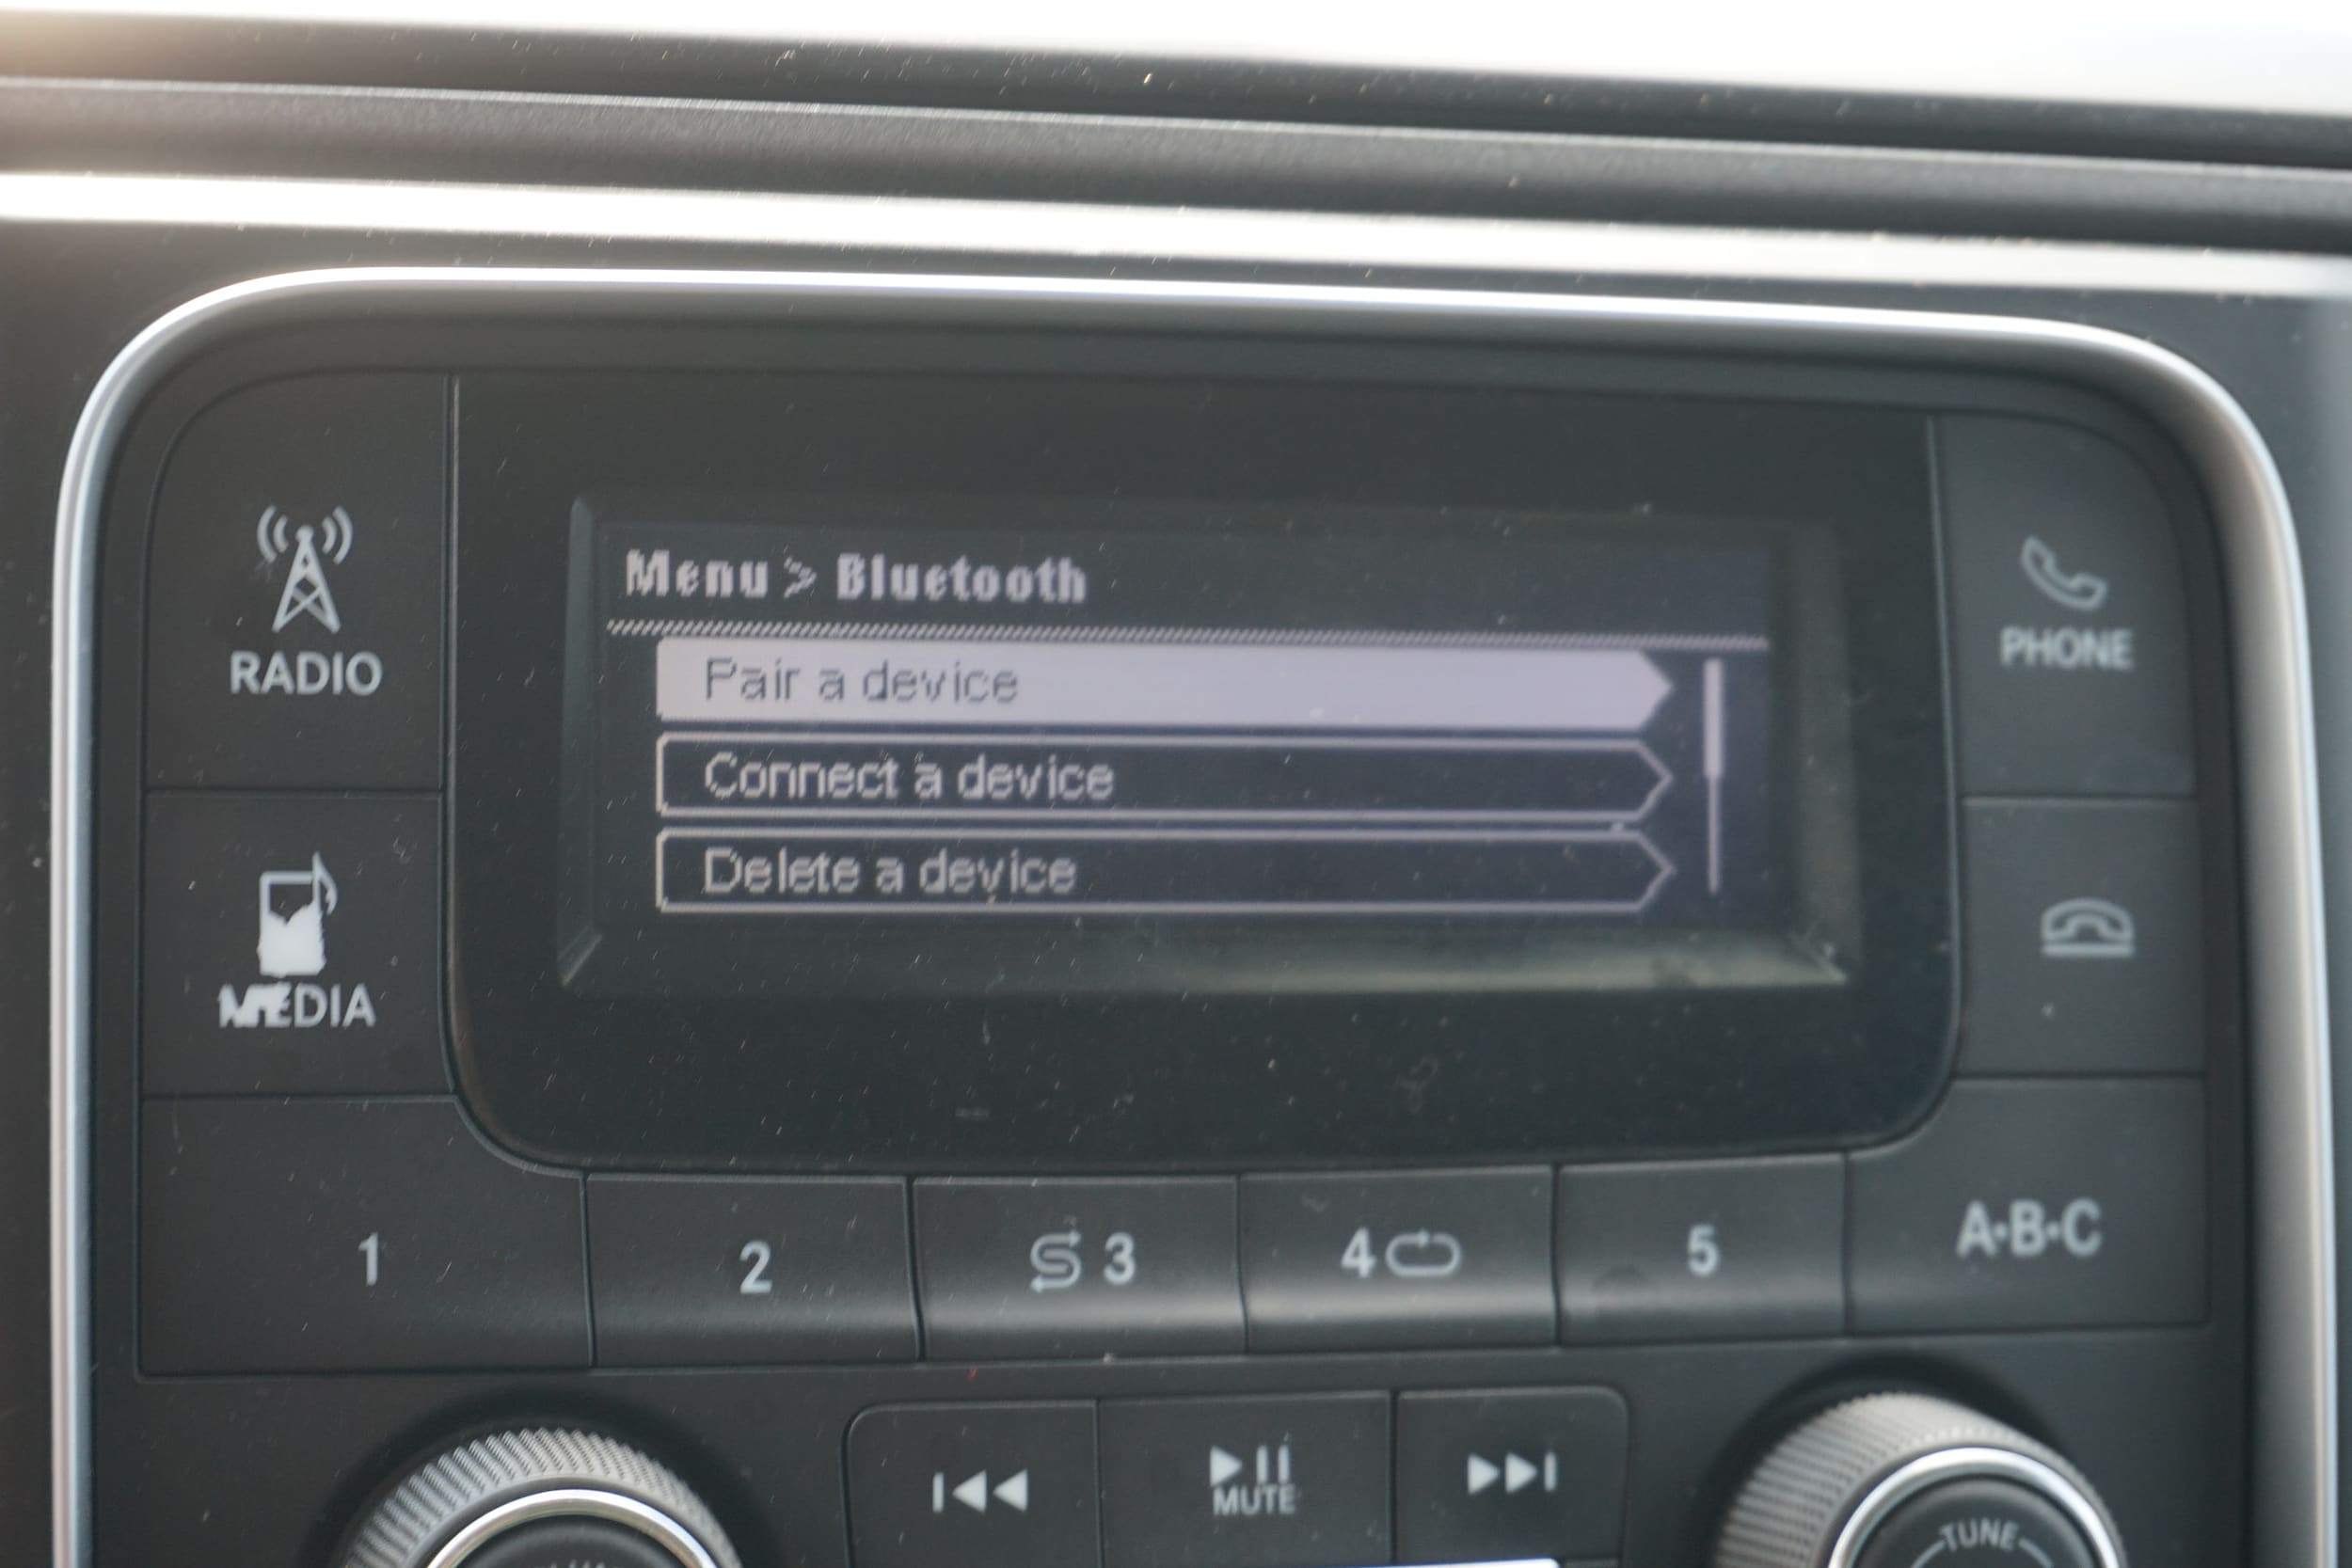 Menu > Bluetooth
Pair a device
Connect a device
Delete a device
RADIO
PHONE
MEDIA
1
2
3
4
5
A·B·C
MUTE
TUNE